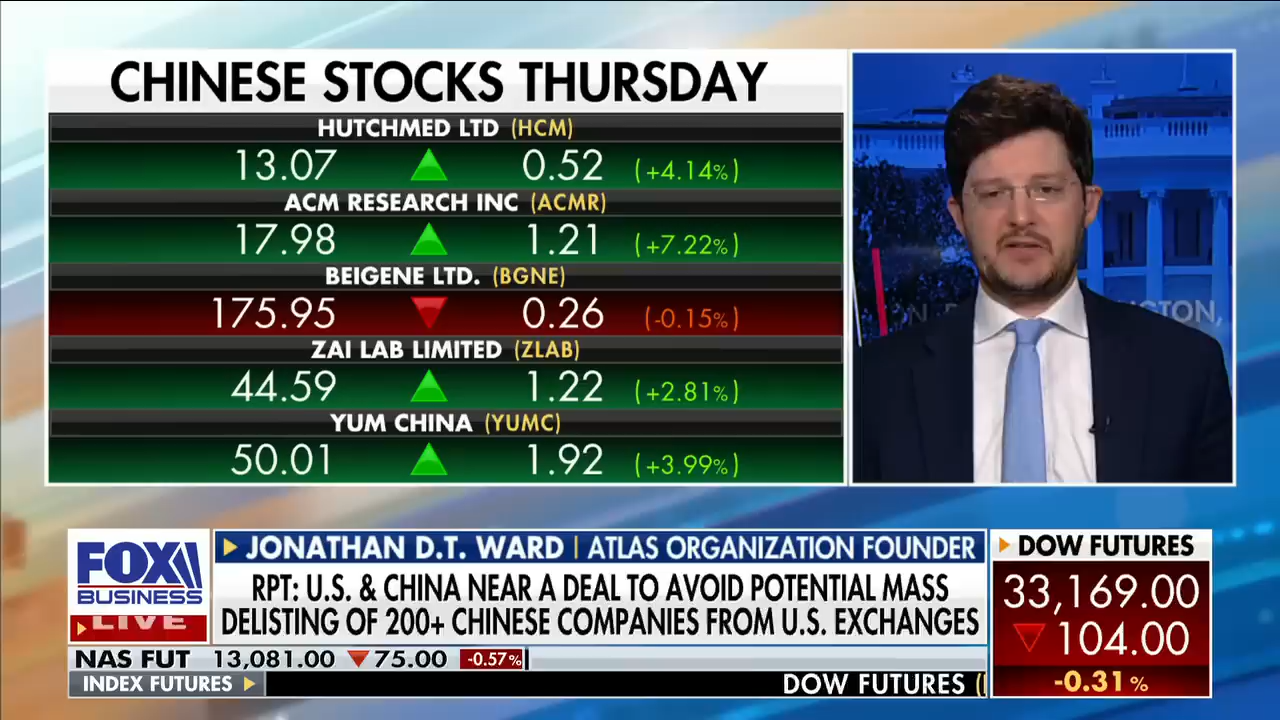 CHINESE STOCKS THURSDAY
HUTCHMED LTD (HCM)
13.07 ▲ 0.52 (+4.14%)
ACM RESEARCH INC (ACMR)
17.98 ▲ 1.21 (+7.22%)
BEIGENE LTD. (BGNE)
175.95 ▼ 0.26 (-0.15%)
ZAI LAB LIMITED (ZLAB)
44.59 ▲ 1.22 (+2.81%)
YUM CHINA (YUMC)
50.01 ▲ 1.92 (+3.99%)
FOX
BUSINESS
LIVE
JONATHAN D.T. WARD | ATLAS ORGANIZATION FOUNDER
RPT: U.S. & CHINA NEAR A DEAL TO AVOID POTENTIAL MASS
DELISTING OF 200+ CHINESE COMPANIES FROM U.S. EXCHANGES
DOW FUTURES
33,169.00
▼ 104.00
-0.31%
NAS FUT 13,081.00 ▼ 75.00 -0.57%
INDEX FUTURES
DOW FUTURES (